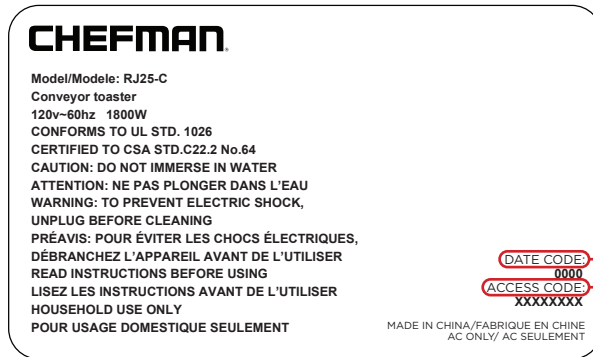 CHEFMAN.
Model/Modele: RJ25-C
Conveyor toaster
120v~60hz 1800W
CONFORMS TO UL STD. 1026
CERTIFIED TO CSA STD.C22.2 No.64
CAUTION: DO NOT IMMERSE IN WATER
ATTENTION: NE PAS PLONGER DANS L'EAU
WARNING: TO PREVENT ELECTRIC SHOCK,
UNPLUG BEFORE CLEANING
PRÉAVIS: POUR ÉVITER LES CHOCS ÉLECTRIQUES,
DÉBRANCHEZ L'APPAREIL AVANT DE L'UTILISER
READ INSTRUCTIONS BEFORE USING
LISEZ LES INSTRUCTIONS AVANT DE L'UTILISER
HOUSEHOLD USE ONLY
POUR USAGE DOMESTIQUE SEULEMENT
DATE CODE:
0000
ACCESS CODE:
XXXXXXXX
MADE IN CHINA/FABRIQUE EN CHINE
AC ONLY/ AC SEULEMENT